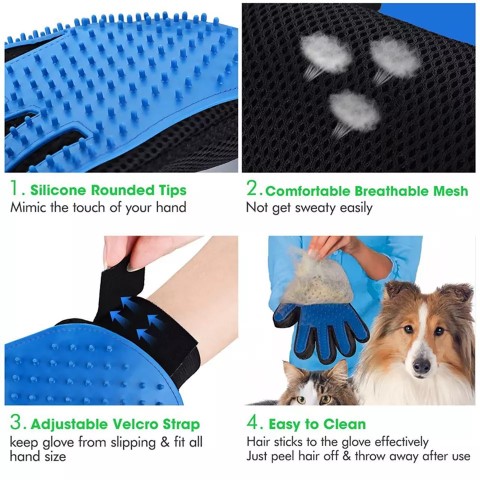 1. Silicone Rounded Tips
Mimic the touch of your hand
2. Comfortable Breathable Mesh
Not get sweaty easily
3. Adjustable Velcro Strap
keep glove from slipping & fit all
hand size
4. Easy to Clean
Hair sticks to the glove effectively
Just peel hair off & throw away after use